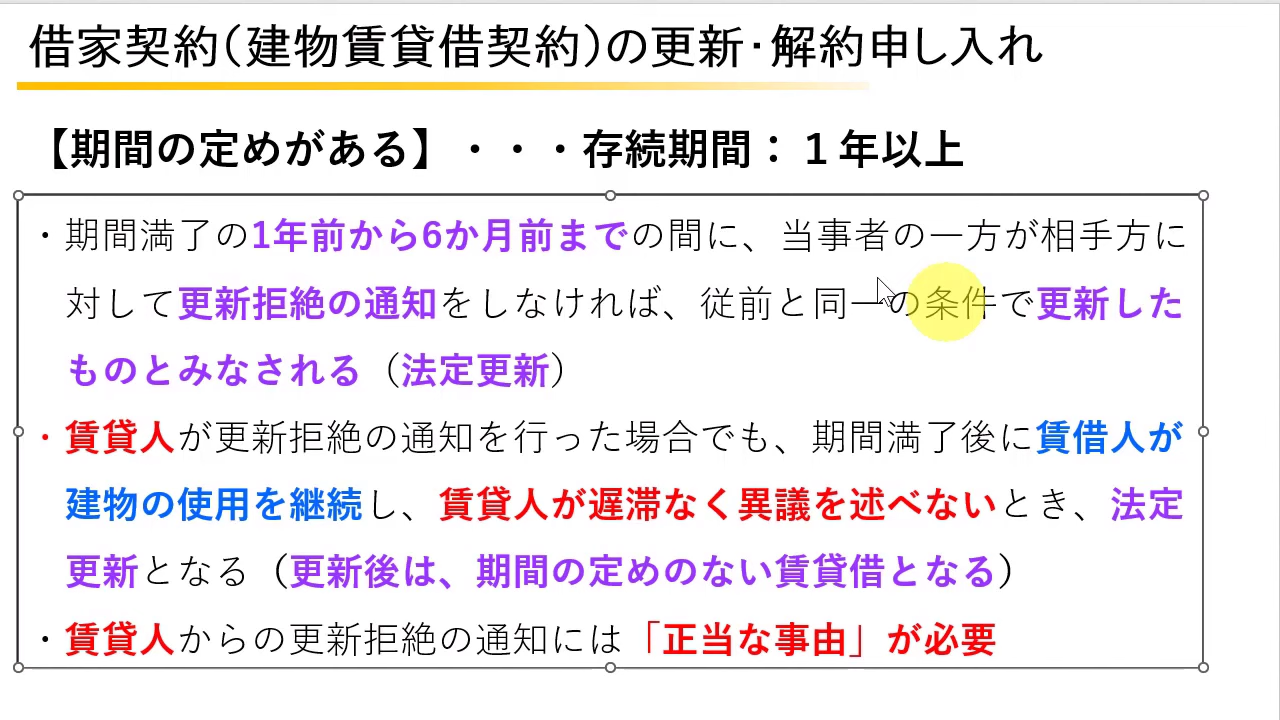 借家契約(建物賃貸借契約)の更新・解約申し入れ
【期間の定めがある】・・・存続期間:1年以上
・期間満了の1年前から6か月前までの間に、当事者の一方が相手方に
対して更新拒絶の通知をしなければ、従前と同一の条件で更新した
ものとみなされる(法定更新)
・賃貸人が更新拒絶の通知を行った場合でも、期間満了後に賃借人が
建物の使用を継続し、賃貸人が遅滞なく異議を述べないとき、法定
更新となる(更新後は、期間の定めのない賃貸借となる)
・賃貸人からの更新拒絶の通知には「正当な事由」が必要